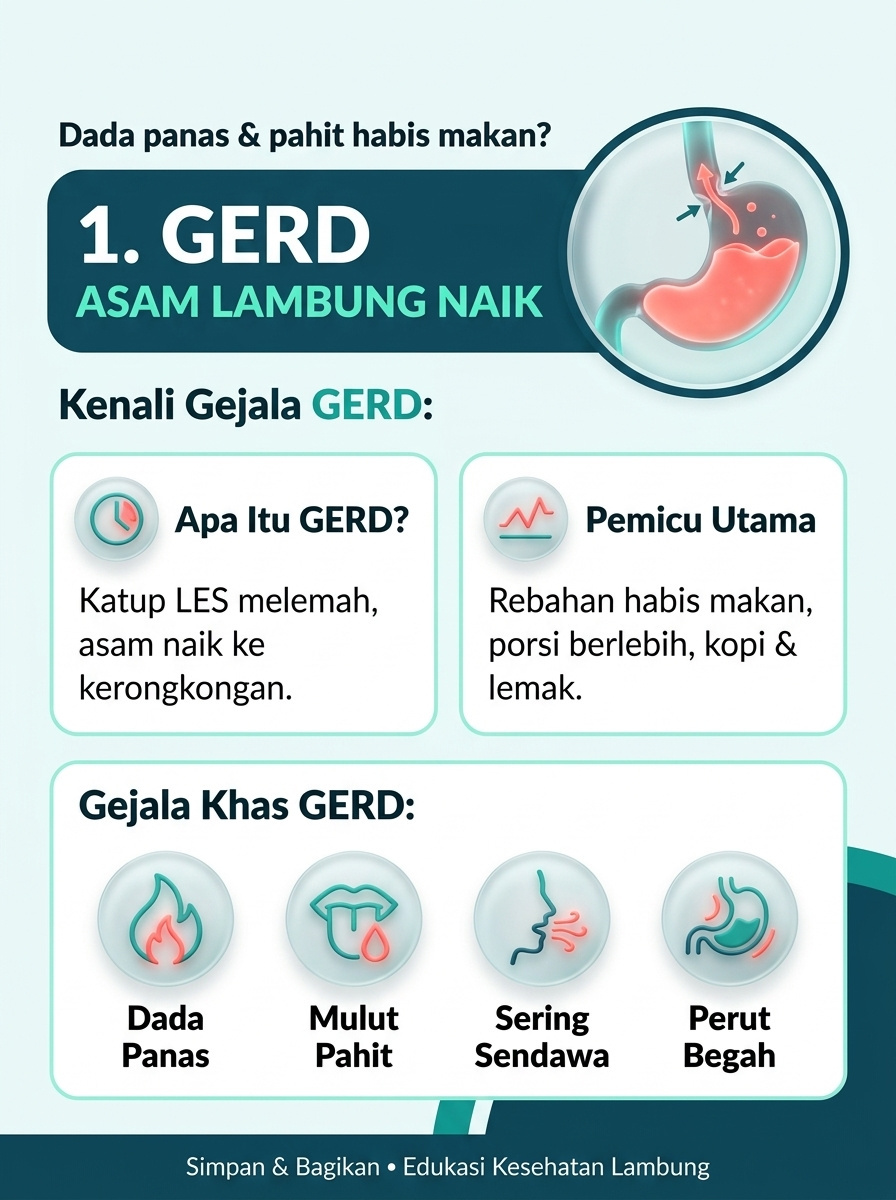 Dada panas & pahit habis makan?
1. GERD
ASAM LAMBUNG NAIK
Kenali Gejala GERD:
Apa Itu GERD?
Katup LES melemah,
asam naik ke
kerongkongan.
Pemicu Utama
Rebahan habis makan,
porsi berlebih, kopi &
lemak.
Gejala Khas GERD:
Dada
Panas
Mulut
Pahit
Sering
Sendawa
Perut
Begah
Simpan & Bagikan • Edukasi Kesehatan Lambung